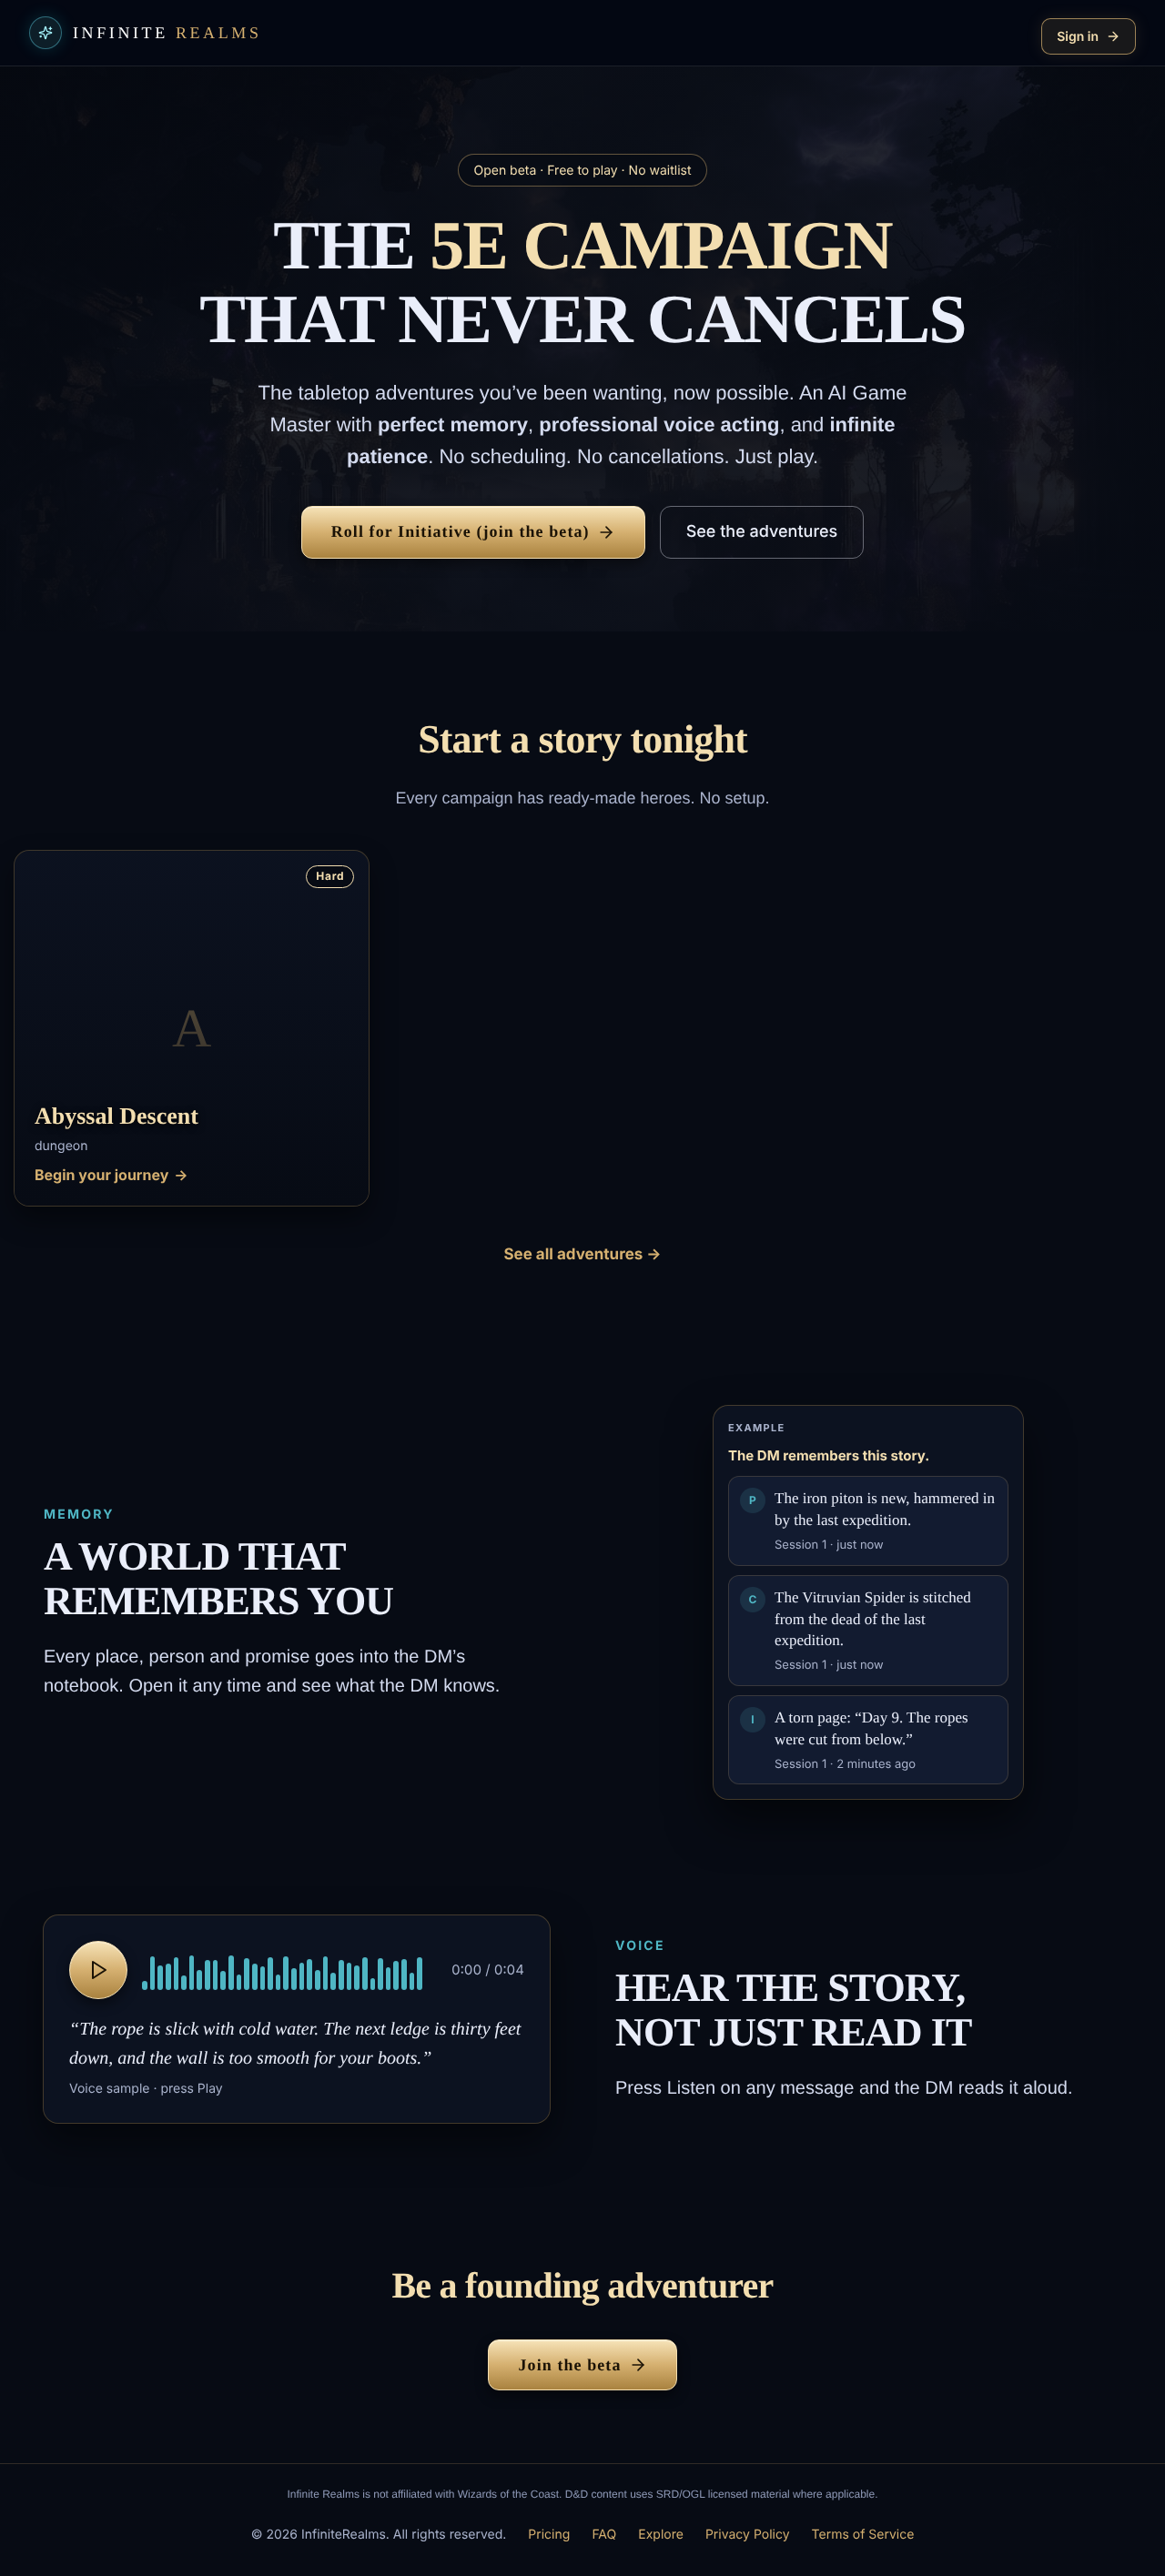 INFINITE REALMS
Sign in
Open beta · Free to play · No waitlist
THE 5E CAMPAIGN
THAT NEVER CANCELS
The tabletop adventures you’ve been wanting, now possible. An AI Game
Master with perfect memory, professional voice acting, and infinite
patience. No scheduling. No cancellations. Just play.
Roll for Initiative (join the beta) →
See the adventures
Start a story tonight
Every campaign has ready-made heroes. No setup.
Hard
A
Abyssal Descent
dungeon
Begin your journey →
See all adventures →
EXAMPLE
The DM remembers this story.
P
The iron piton is new, hammered in
by the last expedition.
Session 1 · just now
C
The Vitruvian Spider is stitched
from the dead of the last
expedition.
Session 1 · just now
I
A torn page: “Day 9. The ropes
were cut from below.”
Session 1 · 2 minutes ago
MEMORY
A WORLD THAT
REMEMBERS YOU
Every place, person and promise goes into the DM’s
notebook. Open it any time and see what the DM knows.
0:00 / 0:04
“The rope is slick with cold water. The next ledge is thirty feet
down, and the wall is too smooth for your boots.”
Voice sample · press Play
VOICE
HEAR THE STORY,
NOT JUST READ IT
Press Listen on any message and the DM reads it aloud.
Be a founding adventurer
Join the beta →
Infinite Realms is not affiliated with Wizards of the Coast. D&D content uses SRD/OGL licensed material where applicable.
© 2026 InfiniteRealms. All rights reserved. Pricing FAQ Explore Privacy Policy Terms of Service